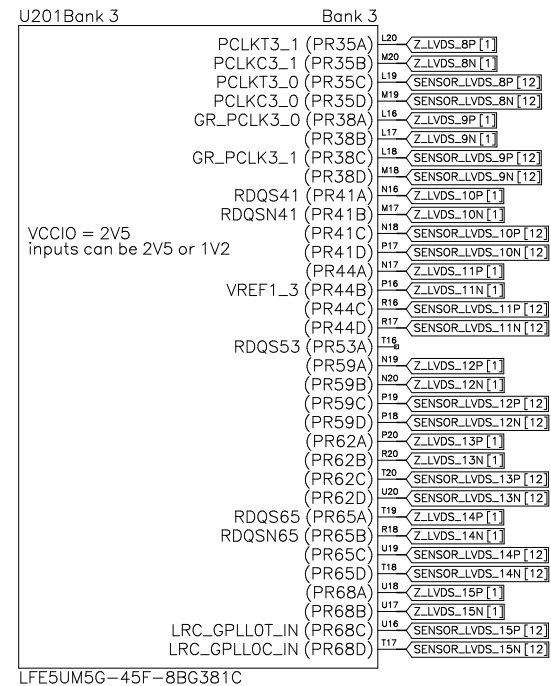 U201Bank 3 Bank 3
PCLKT3_1 (PR35A) L20 Z_LVDS_8P [1]
PCLKC3_1 (PR35B) M20 Z_LVDS_8N [1]
PCLKT3_0 (PR35C) L19 SENSOR_LVDS_8P [12]
PCLKC3_0 (PR35D) M19 SENSOR_LVDS_8N [12]
GR_PCLK3_0 (PR38A) L16 Z_LVDS_9P [1]
(PR38B) L17 Z_LVDS_9N [1]
GR_PCLK3_1 (PR38C) L18 SENSOR_LVDS_9P [12]
(PR38D) M18 SENSOR_LVDS_9N [12]
RDQS41 (PR41A) N16 Z_LVDS_10P [1]
RDQSN41 (PR41B) M17 Z_LVDS_10N [1]
VCCIO = 2V5 (PR41C) N18 SENSOR_LVDS_10P [12]
inputs can be 2V5 or 1V2 (PR41D) P17 SENSOR_LVDS_10N [12]
(PR44A) N17 Z_LVDS_11P [1]
VREF1_3 (PR44B) P16 Z_LVDS_11N [1]
(PR44C) R16 SENSOR_LVDS_11P [12]
(PR44D) R17 SENSOR_LVDS_11N [12]
RDQS53 (PR53A) T16
(PR59A) N19 Z_LVDS_12P [1]
(PR59B) N20 Z_LVDS_12N [1]
(PR59C) P19 SENSOR_LVDS_12P [12]
(PR59D) P18 SENSOR_LVDS_12N [12]
(PR62A) P20 Z_LVDS_13P [1]
(PR62B) R20 Z_LVDS_13N [1]
(PR62C) T20 SENSOR_LVDS_13P [12]
(PR62D) U20 SENSOR_LVDS_13N [12]
RDQS65 (PR65A) T19 Z_LVDS_14P [1]
RDQSN65 (PR65B) R18 Z_LVDS_14N [1]
(PR65C) U19 SENSOR_LVDS_14P [12]
(PR65D) T18 SENSOR_LVDS_14N [12]
(PR68A) U18 Z_LVDS_15P [1]
(PR68B) U17 Z_LVDS_15N [1]
LRC_GPLL0T_IN (PR68C) U16 SENSOR_LVDS_15P [12]
LRC_GPLL0C_IN (PR68D) T17 SENSOR_LVDS_15N [12]
LFE5UM5G-45F-8BG381C